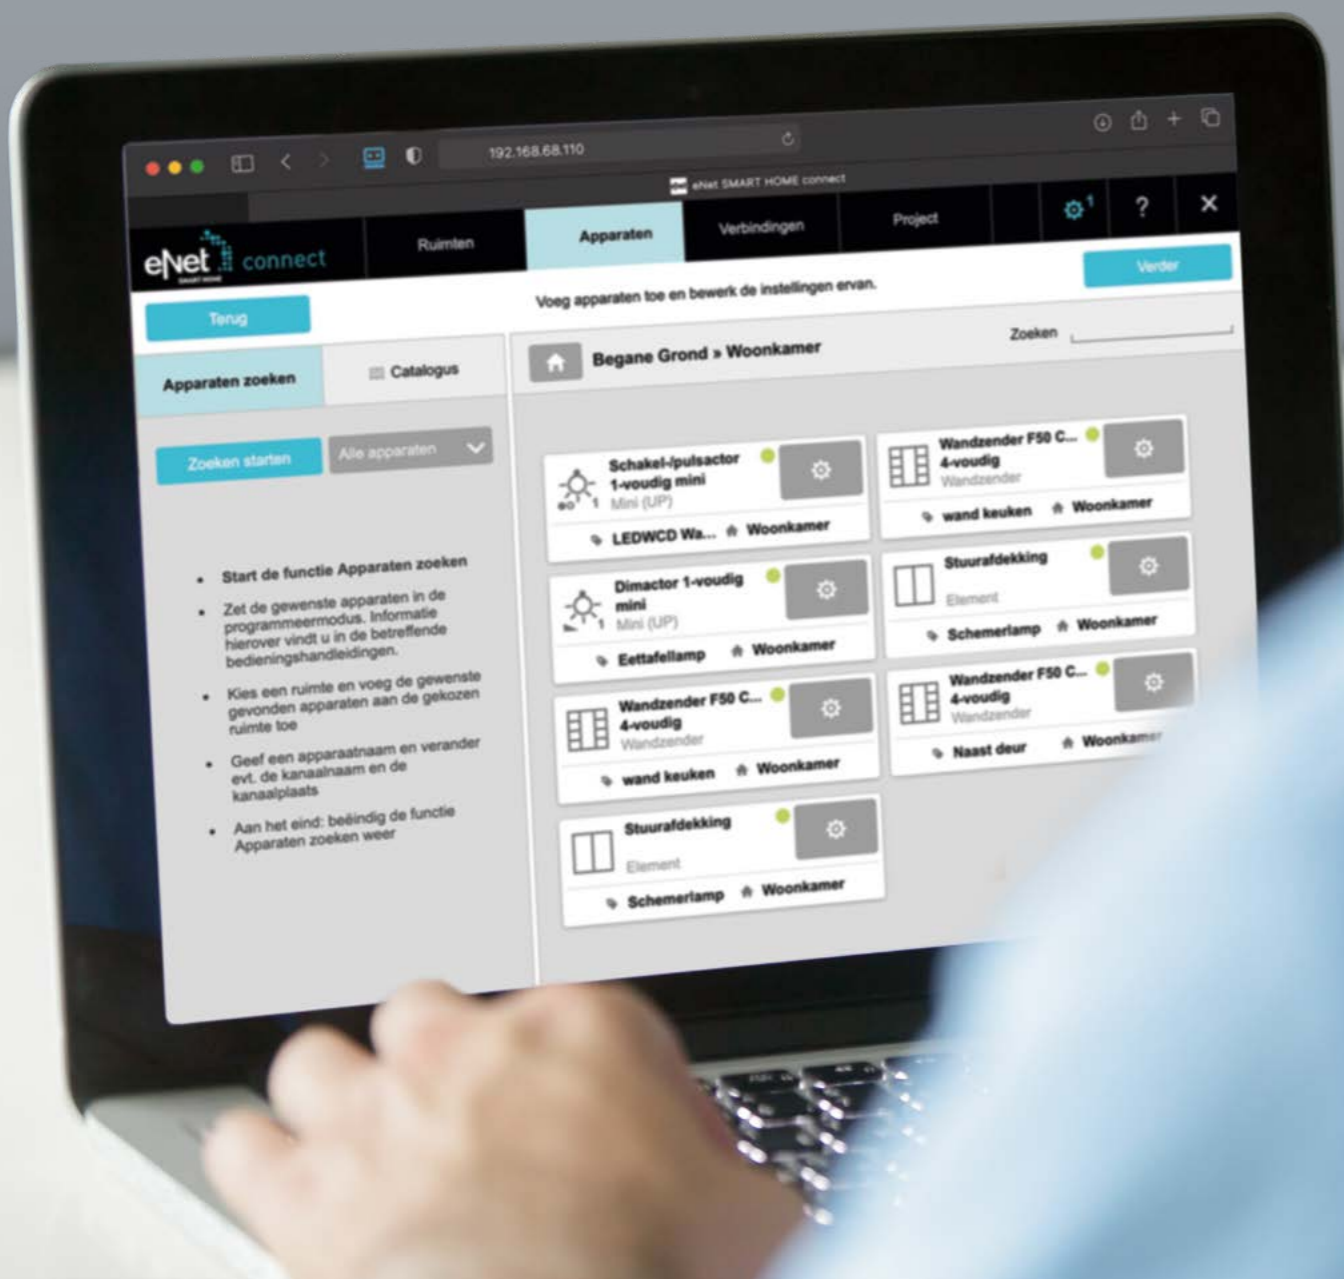 192.168.68.110
eNet SMART HOME connect
eNet connect
SMART HOME
Ruimten
Apparaten
Verbindingen
Project
1
?
Terug
Voeg apparaten toe en bewerk de instellingen ervan.
Verder
Apparaten zoeken
Catalogus
Begane Grond » Woonkamer
Zoeken
Zoeken starten
Alle apparaten
• Start de functie Apparaten zoeken
• Zet de gewenste apparaten in de
programmeermodus. Informatie
hierover vindt u in de betreffende
bedieningshandleidingen.
• Kies een ruimte en voeg de gewenste
gevonden apparaten aan de gekozen
ruimte toe
• Geef een apparaatnaam en verander
evt. de kanaalnaam en de
kanaalplaats
• Aan het eind: beëindig de functie
Apparaten zoeken weer
Schakel-/pulsactor
1-voudig mini
Mini (UP)
1
LEDWCD Wa... Woonkamer
Wandzender F50 C...
4-voudig
Wandzender
wand keuken Woonkamer
Dimactor 1-voudig
mini
Mini (UP)
1
Eettafellamp Woonkamer
Stuurafdekking
Element
Schemerlamp Woonkamer
Wandzender F50 C...
4-voudig
Wandzender
wand keuken Woonkamer
Wandzender F50 C...
4-voudig
Wandzender
Naast deur Woonkamer
Stuurafdekking
Element
Schemerlamp Woonkamer